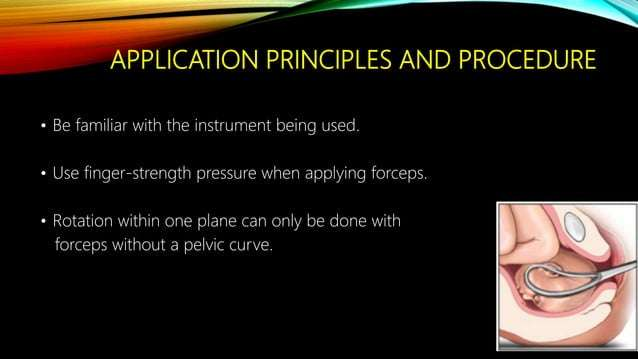 APPLICATION PRINCIPLES AND PROCEDURE
• Be familiar with the instrument being used.
• Use finger-strength pressure when applying forceps.
• Rotation within one plane can only be done with
forceps without a pelvic curve.